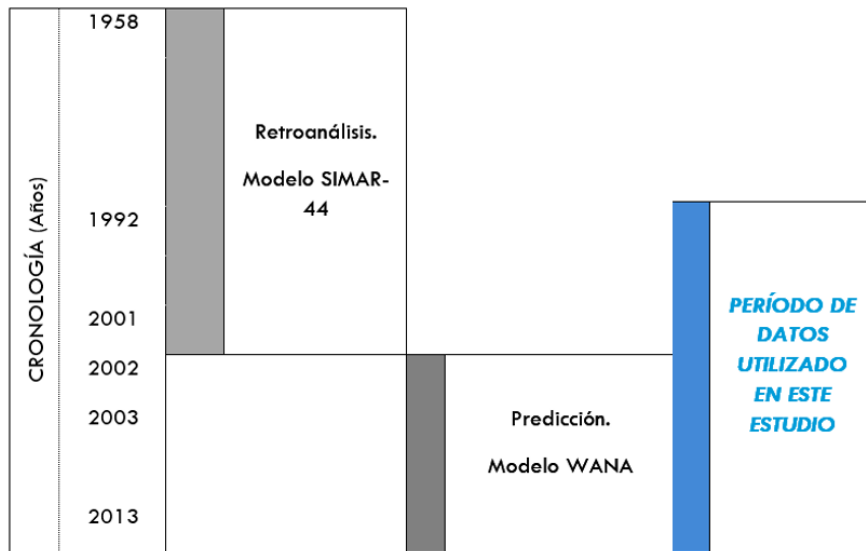 CRONOLOGÍA (Años)
1958
1992
2001
2002
2003
2013
Retroanálisis.
Modelo SIMAR-
44
Predicción.
Modelo WANA
PERÍODO DE
DATOS
UTILIZADO
EN ESTE
ESTUDIO